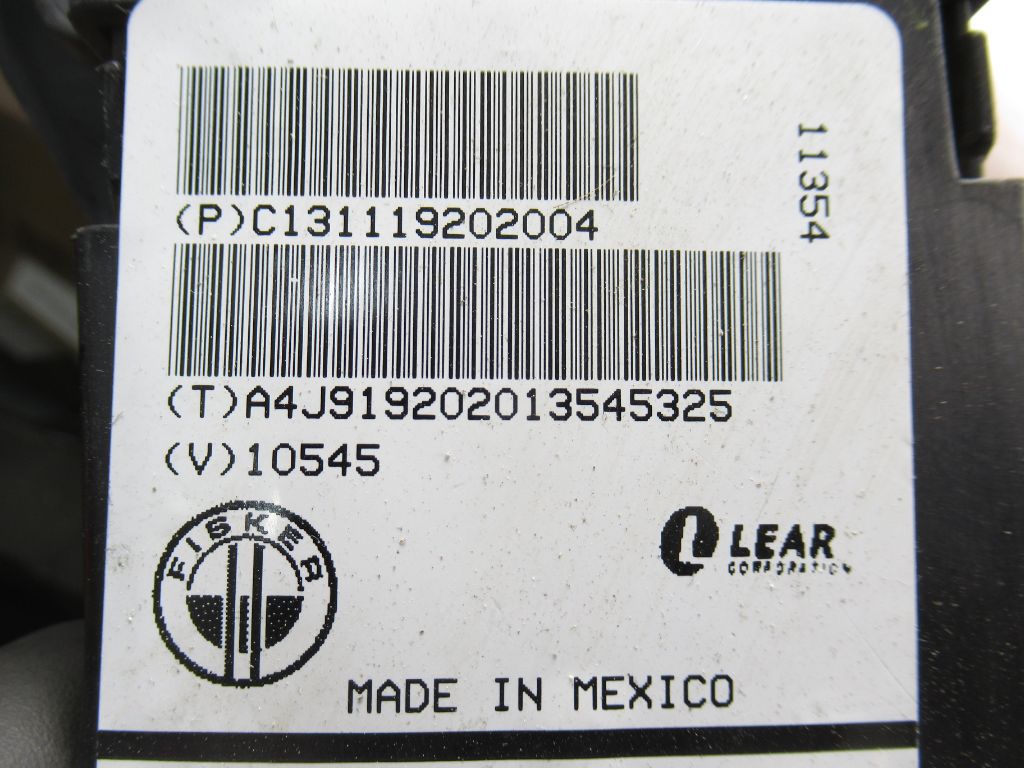 (P)C131119202004
11354
(T)A4J919202013545325
(V)10545
FISKER
LEAR
CORPORATION
MADE IN MEXICO